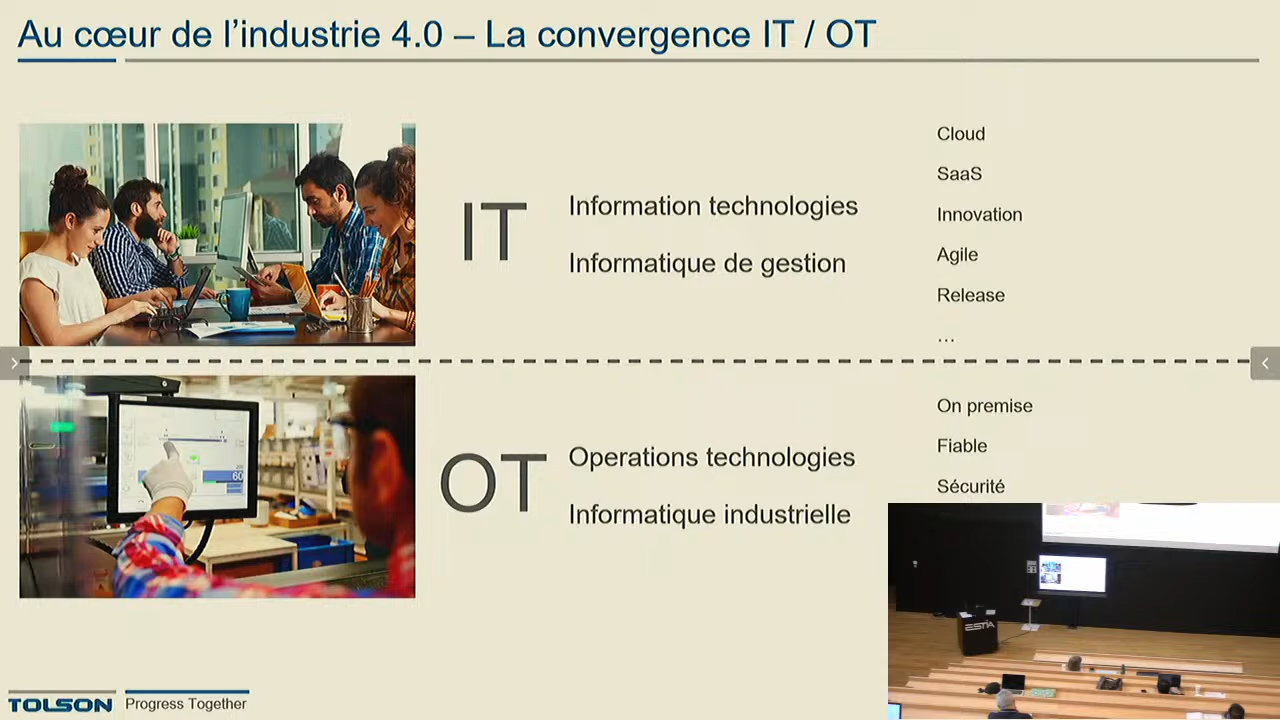 Au cœur de l'industrie 4.0 – La convergence IT / OT
IT
Information technologies
Informatique de gestion
Cloud
SaaS
Innovation
Agile
Release
...
OT
Operations technologies
Informatique industrielle
On premise
Fiable
Sécurité
60
ESTIA
TOLSON
Progress Together